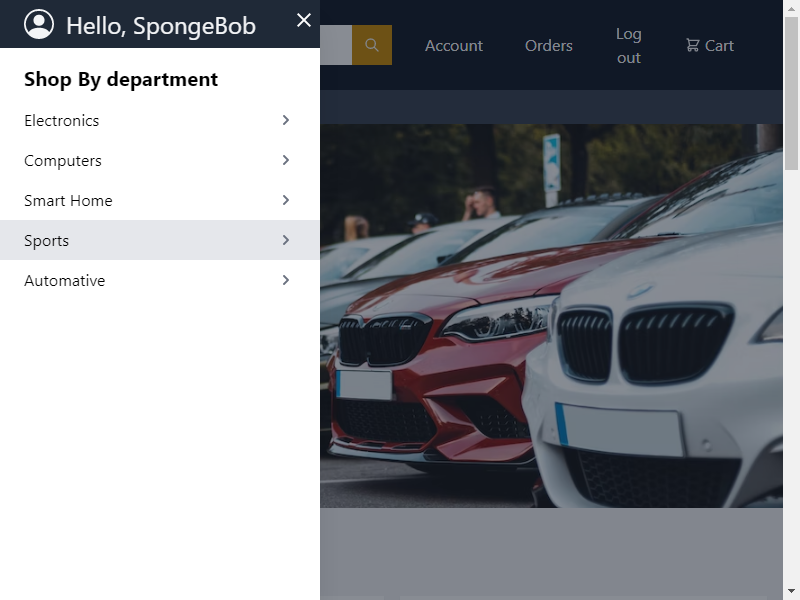 Hello, SpongeBob
Shop By department
Electronics
Computers
Smart Home
Sports
Automative
Account
Orders
Log
out
Cart